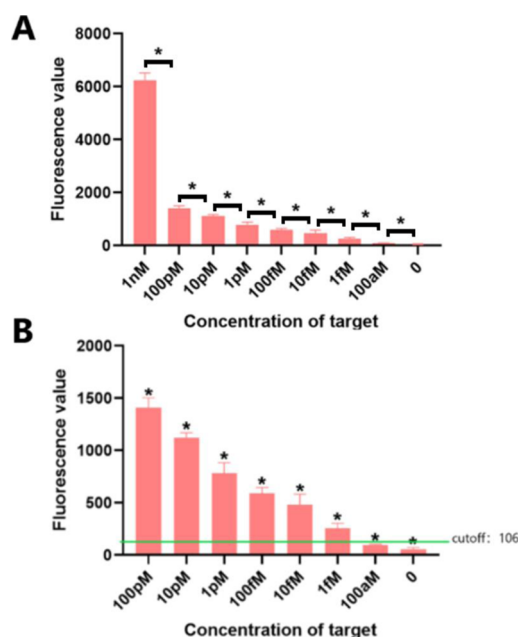 A
Fluorescence value
8000
6000
4000
2000
0
* * * * * * * *
1nM 100pM 10pM 1pM 100fM 10fM 1fM 100aM 0
Concentration of target
B
Fluorescence value
2000
1500
1000
500
0
* * * * * * * *
cutoff: 106
100pM 10pM 1pM 100fM 10fM 1fM 100aM 0
Concentration of target